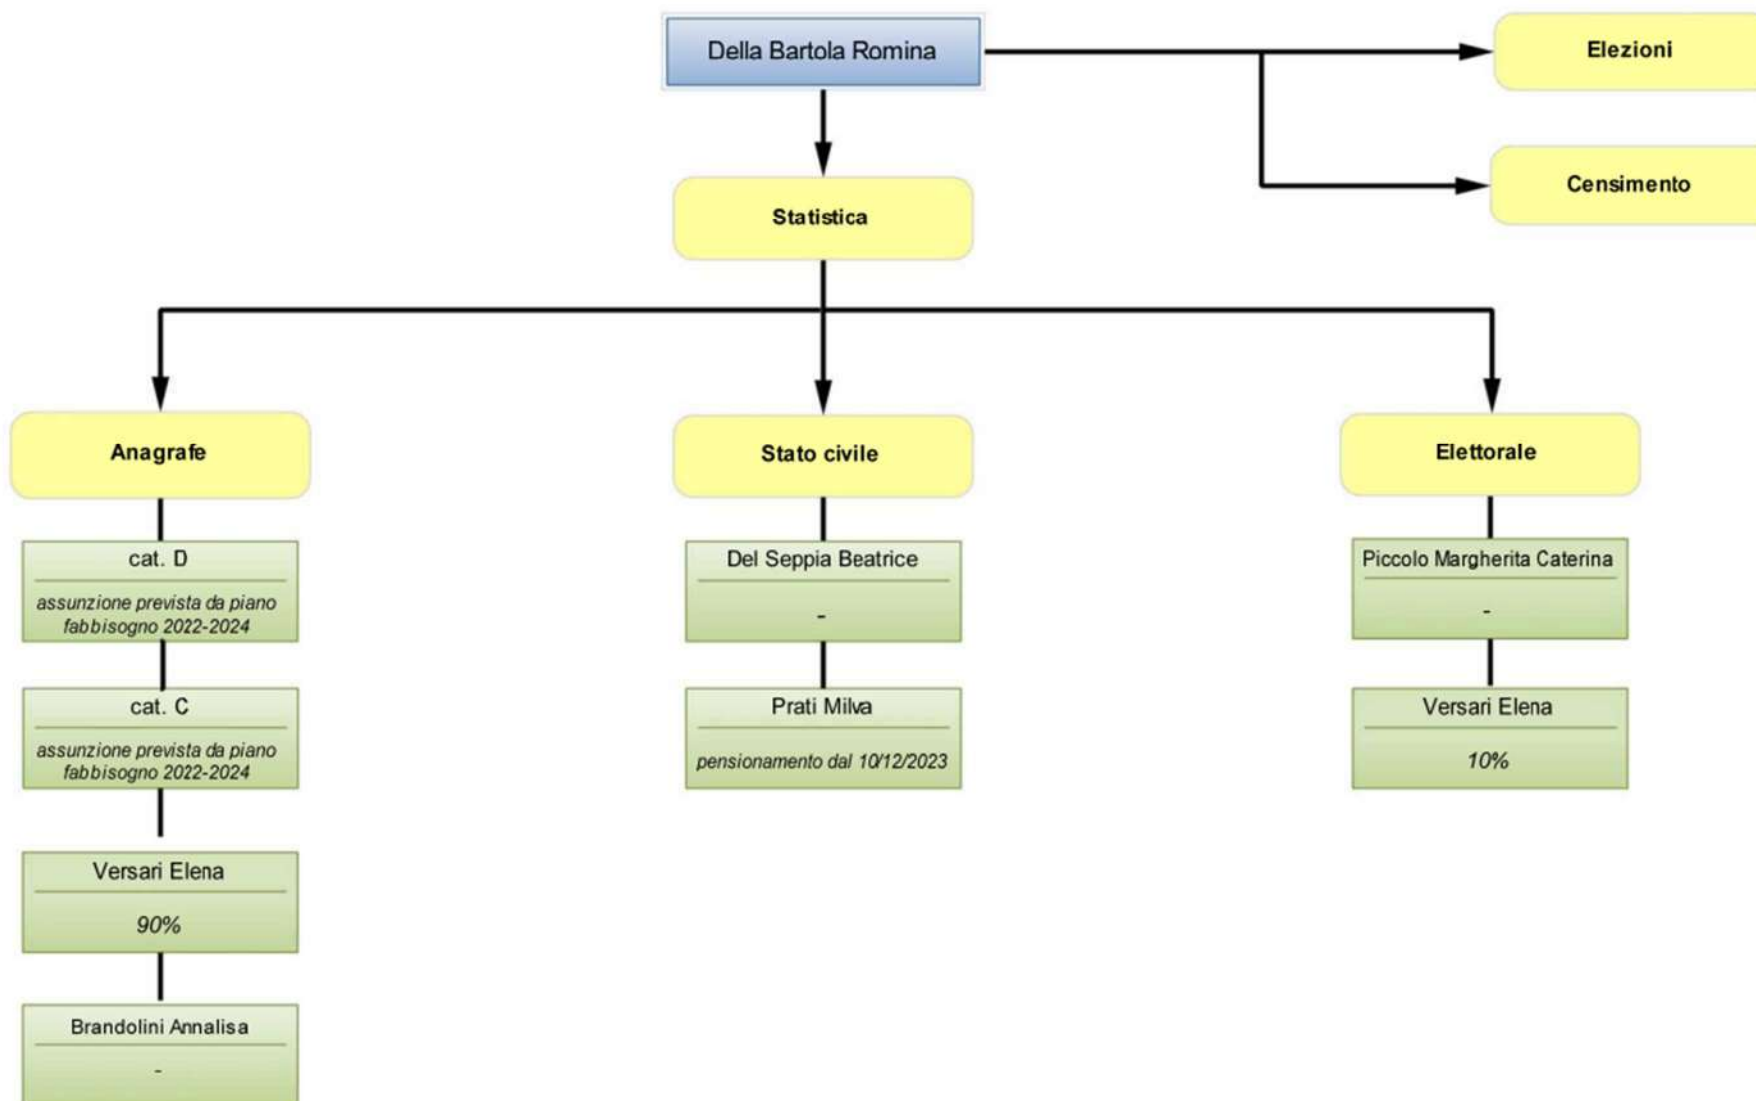 Della Bartola Romina
Elezioni
Censimento
Statistica
Anagrafe
Stato civile
Elettorale
cat. D
assunzione prevista da piano
fabbisogno 2022-2024
Del Seppia Beatrice
-
Piccolo Margherita Caterina
-
cat. C
assunzione prevista da piano
fabbisogno 2022-2024
Prati Milva
pensionamento dal 10/12/2023
Versari Elena
10%
Versari Elena
90%
Brandolini Annalisa
-